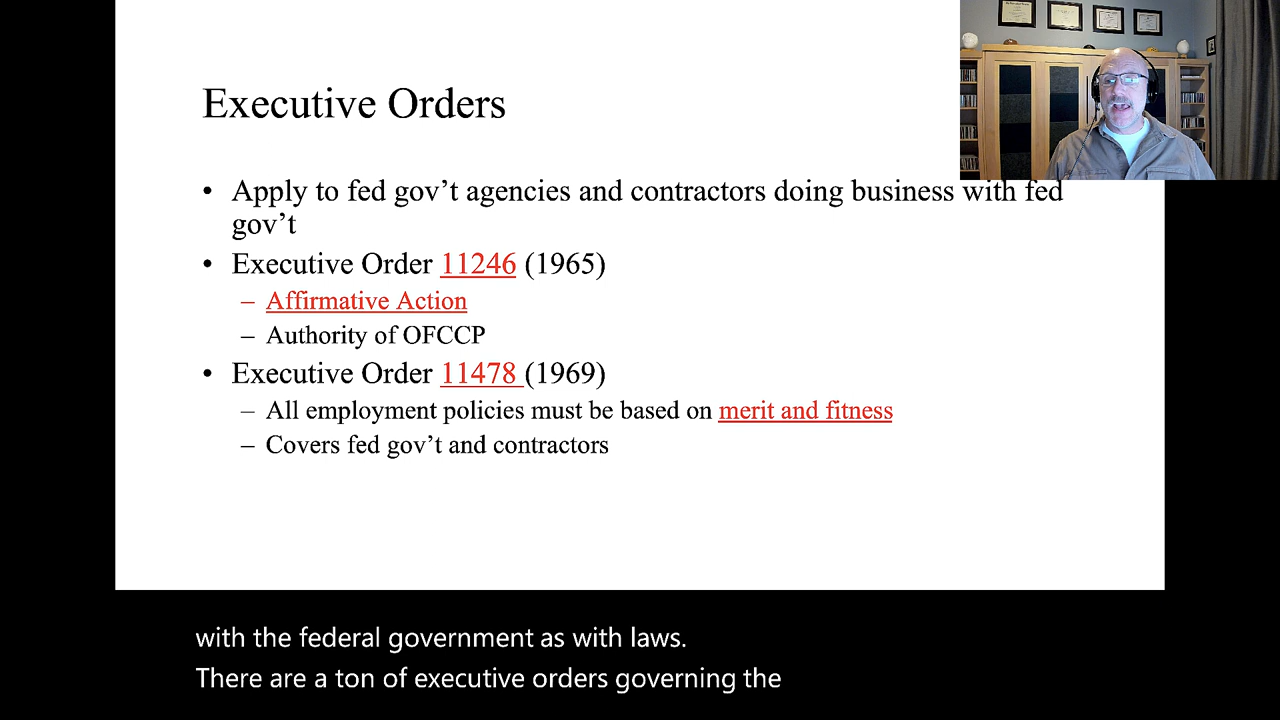 Executive Orders
• Apply to fed gov't agencies and contractors doing business with fed
gov't
• Executive Order 11246 (1965)
– Affirmative Action
– Authority of OFCCP
• Executive Order 11478 (1969)
– All employment policies must be based on merit and fitness
– Covers fed gov't and contractors
with the federal government as with laws.
There are a ton of executive orders governing the